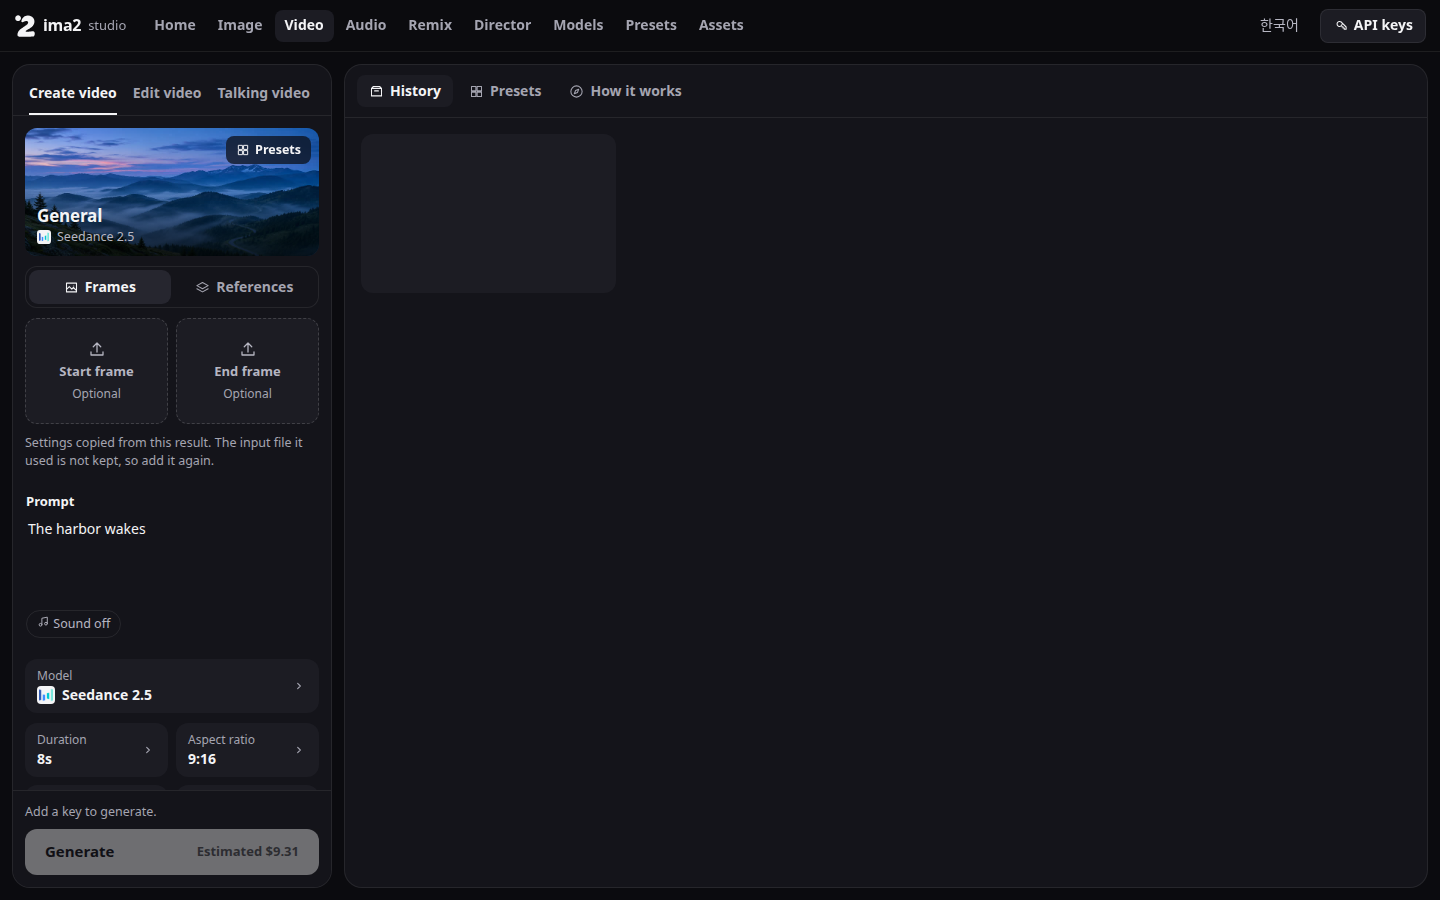 ima2 studio Home Image Video Audio Remix Director Models Presets Assets 한국어 API keys
Create video Edit video Talking video
Presets
General
Seedance 2.5
Frames References
Start frame End frame
Optional Optional
Settings copied from this result. The input file it
used is not kept, so add it again.
Prompt
The harbor wakes
Sound off
Model
Seedance 2.5
Duration Aspect ratio
8s 9:16
Add a key to generate.
Generate Estimated $9.31
History Presets How it works